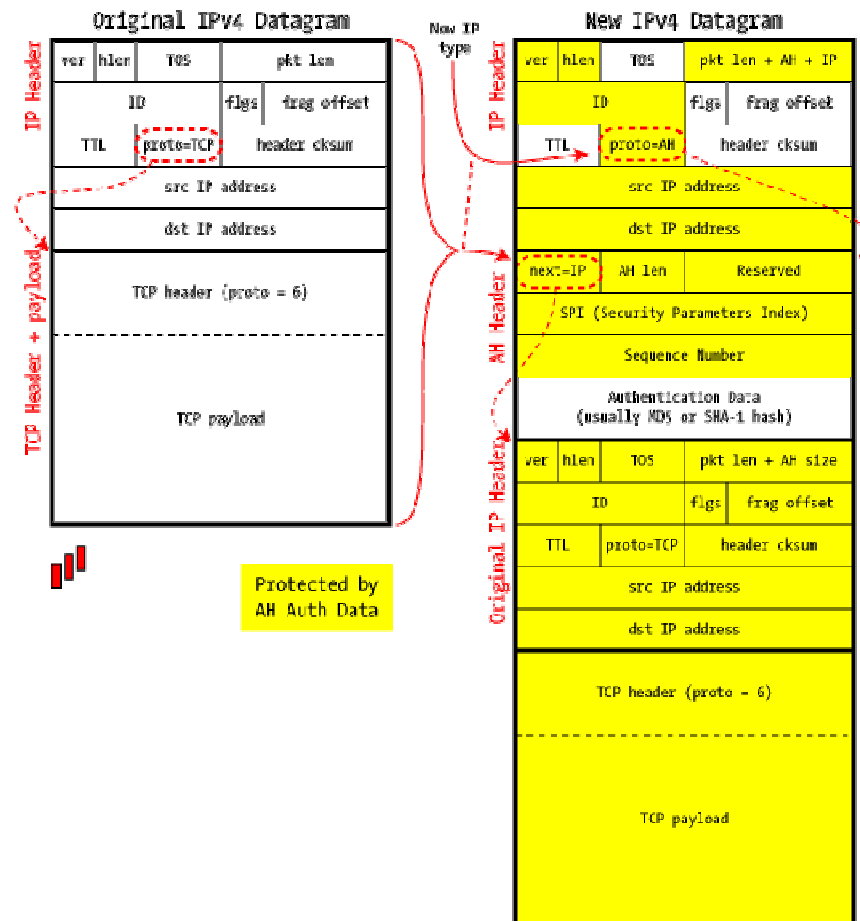 Original IPv4 Datagram
IP Header
ver hlen TOS pkt len
ID flgs frag offset
TTL proto=TCP header cksum
src IP address
dst IP address
TCP Header + payload
TCP header (proto = 6)
TCP payload
Protected by
AH Auth Data
New IP
type
New IPv4 Datagram
IP Header
ver hlen TOS pkt len + AH + IP
ID flgs frag offset
TTL proto=AH header cksum
src IP address
dst IP address
AH Header
next=IP AH len Reserved
SPI (Security Parameters Index)
Sequence Number
Authentication Data
(usually MD5 or SHA-1 hash)
Original IP Header
ver hlen TOS pkt len + AH size
ID flgs frag offset
TTL proto=TCP header cksum
src IP address
dst IP address
TCP header (proto = 6)
TCP payload